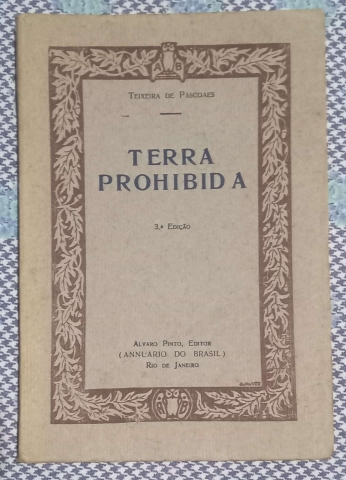 A B
TEIXEIRA DE PASCOAES
TERRA
PROHIBIDA
3.ª EDIÇÃO
ALVARO PINTO, EDITOR
(ANNUARIO DO BRASIL)
RIO DE JANEIRO